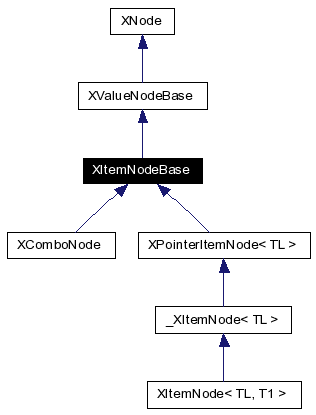 XNode
XValueNodeBase
XItemNodeBase
XComboNode
XPointerItemNode< TL >
_XItemNode< TL >
XItemNode< TL, T1 >